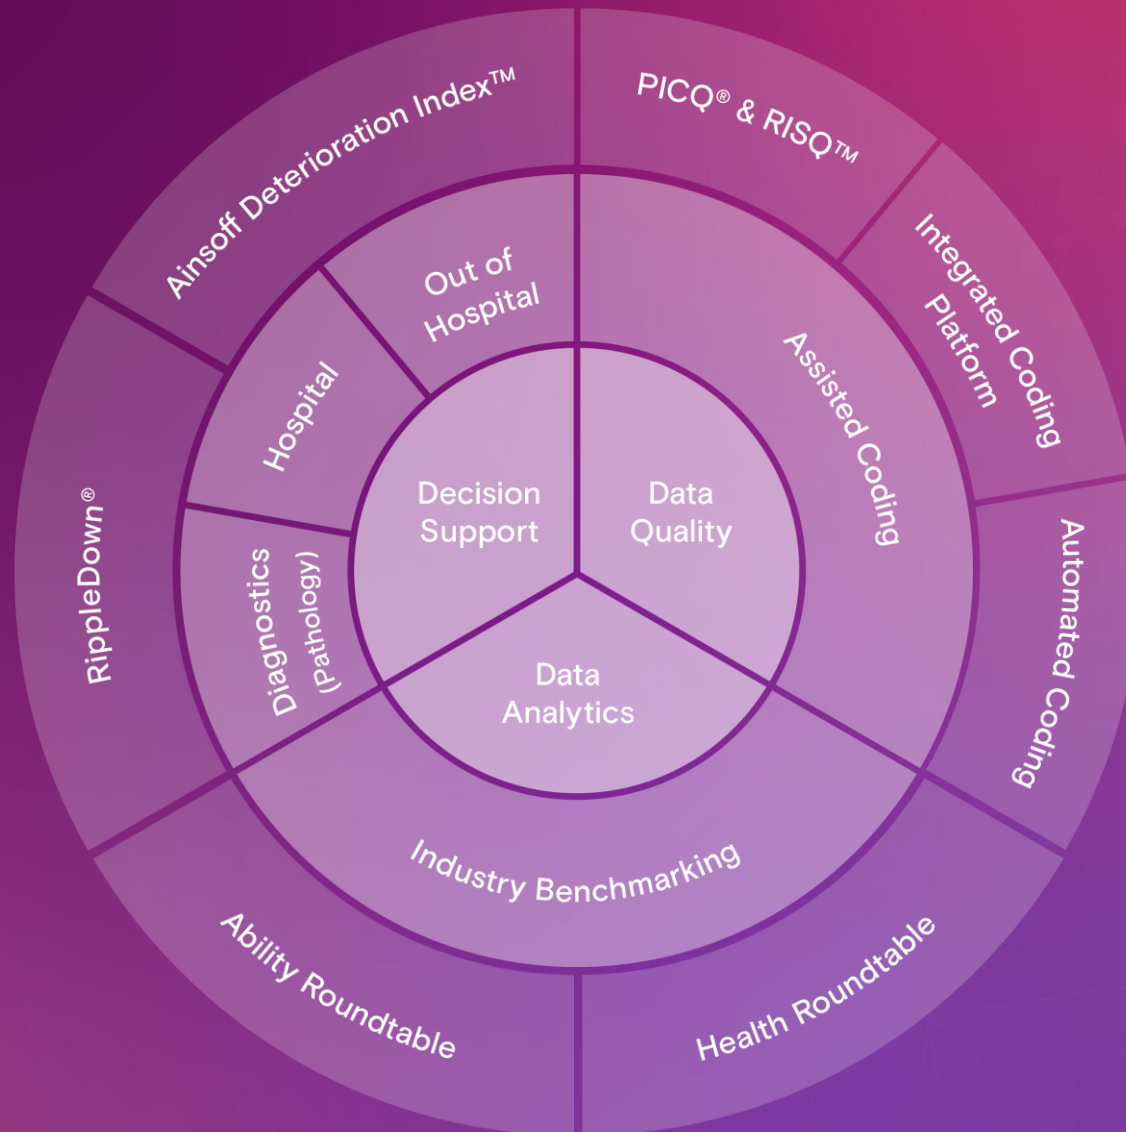 Ainsoff Deterioration Index™
PICQ® & RISQ™
Integrated Coding
Platform
Automated Coding
Health Roundtable
Ability Roundtable
RippleDown®
Out of
Hospital
Hospital
Diagnostics
(Pathology)
Assisted Coding
Industry Benchmarking
Decision
Support
Data
Quality
Data
Analytics